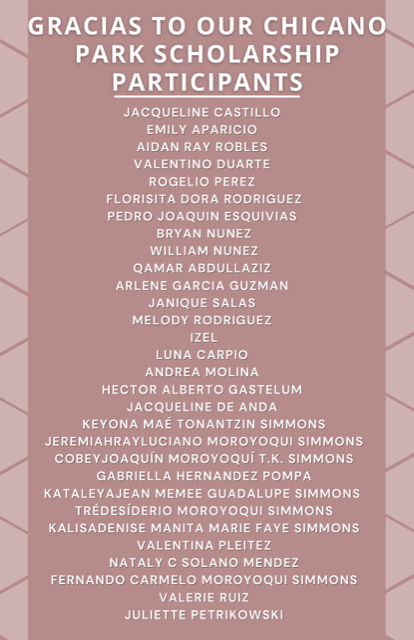 GRACIAS TO OUR CHICANO
PARK SCHOLARSHIP
PARTICIPANTS
JACQUELINE CASTILLO
EMILY APARICIO
AIDAN RAY ROBLES
VALENTINO DUARTE
ROGELIO PEREZ
FLORISITA DORA RODRIGUEZ
PEDRO JOAQUIN ESQUIVIAS
BRYAN NUNEZ
WILLIAM NUNEZ
QAMAR ABDULLAZIZ
ARLENE GARCIA GUZMAN
JANIQUE SALAS
MELODY RODRIGUEZ
IZEL
LUNA CARPIO
ANDREA MOLINA
HECTOR ALBERTO GASTELUM
JACQUELINE DE ANDA
KEYONA MAÉ TONANTZIN SIMMONS
JEREMIAHRAYLUCIANO MOROYOQUI SIMMONS
COBEYJOAQUÍN MOROYOQUÍ T.K. SIMMONS
GABRIELLA HERNANDEZ POMPA
KATALEYAJEAN MEMEE GUADALUPE SIMMONS
TRÉDESÍDERIO MOROYOQUI SIMMONS
KALISADENISE MANITA MARIE FAYE SIMMONS
VALENTINA PLEITEZ
NATALY C SOLANO MENDEZ
FERNANDO CARMELO MOROYOQUI SIMMONS
VALERIE RUIZ
JULIETTE PETRIKOWSKI